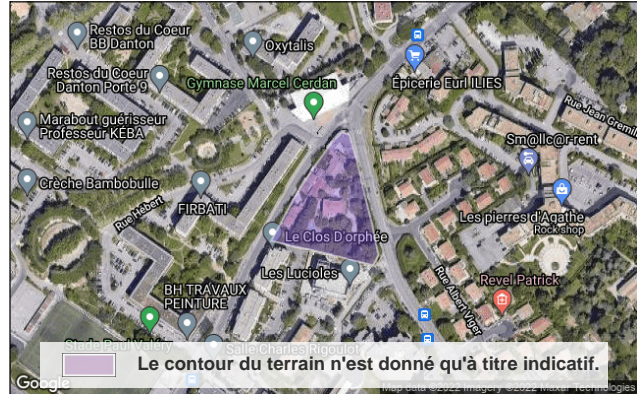 Restos du Coeur
BB Danton
Oxytalis
Restos du Coeur
Danton Porte 9
Gymnase Marcel Cerdan
Épicerie Eurl ILIES
Marabout guérisseur
Professeur KÉBA
Rue Jean Gremill
Sm@llc@r-rent
Crèche Bambobulle
FIRBATI
Rue Hébert
Les pierres d'Agathe
Rock shop
Le Clos D'orphée
Les Lucioles
Rue Albert Viger
Revel Patrick
BH TRAVAUX
PEINTURE
Stade Paul Valéry
Salle Charles Rigoulot
Le contour du terrain n'est donné qu'à titre indicatif.
Google
Map data ©2022 Imagery ©2022 Maxar Technologies